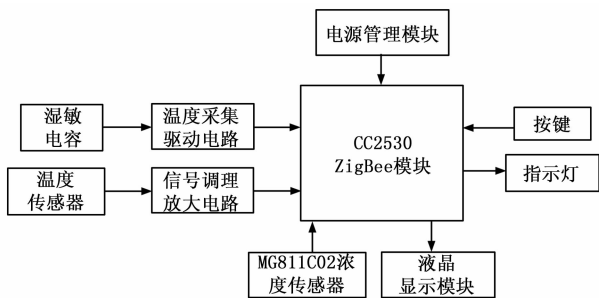 电源管理模块
湿敏
电容
温度采集
驱动电路
CC2530
ZigBee模块
按键
温度
传感器
信号调理
放大电路
指示灯
MG811CO2浓
度传感器
液晶
显示模块